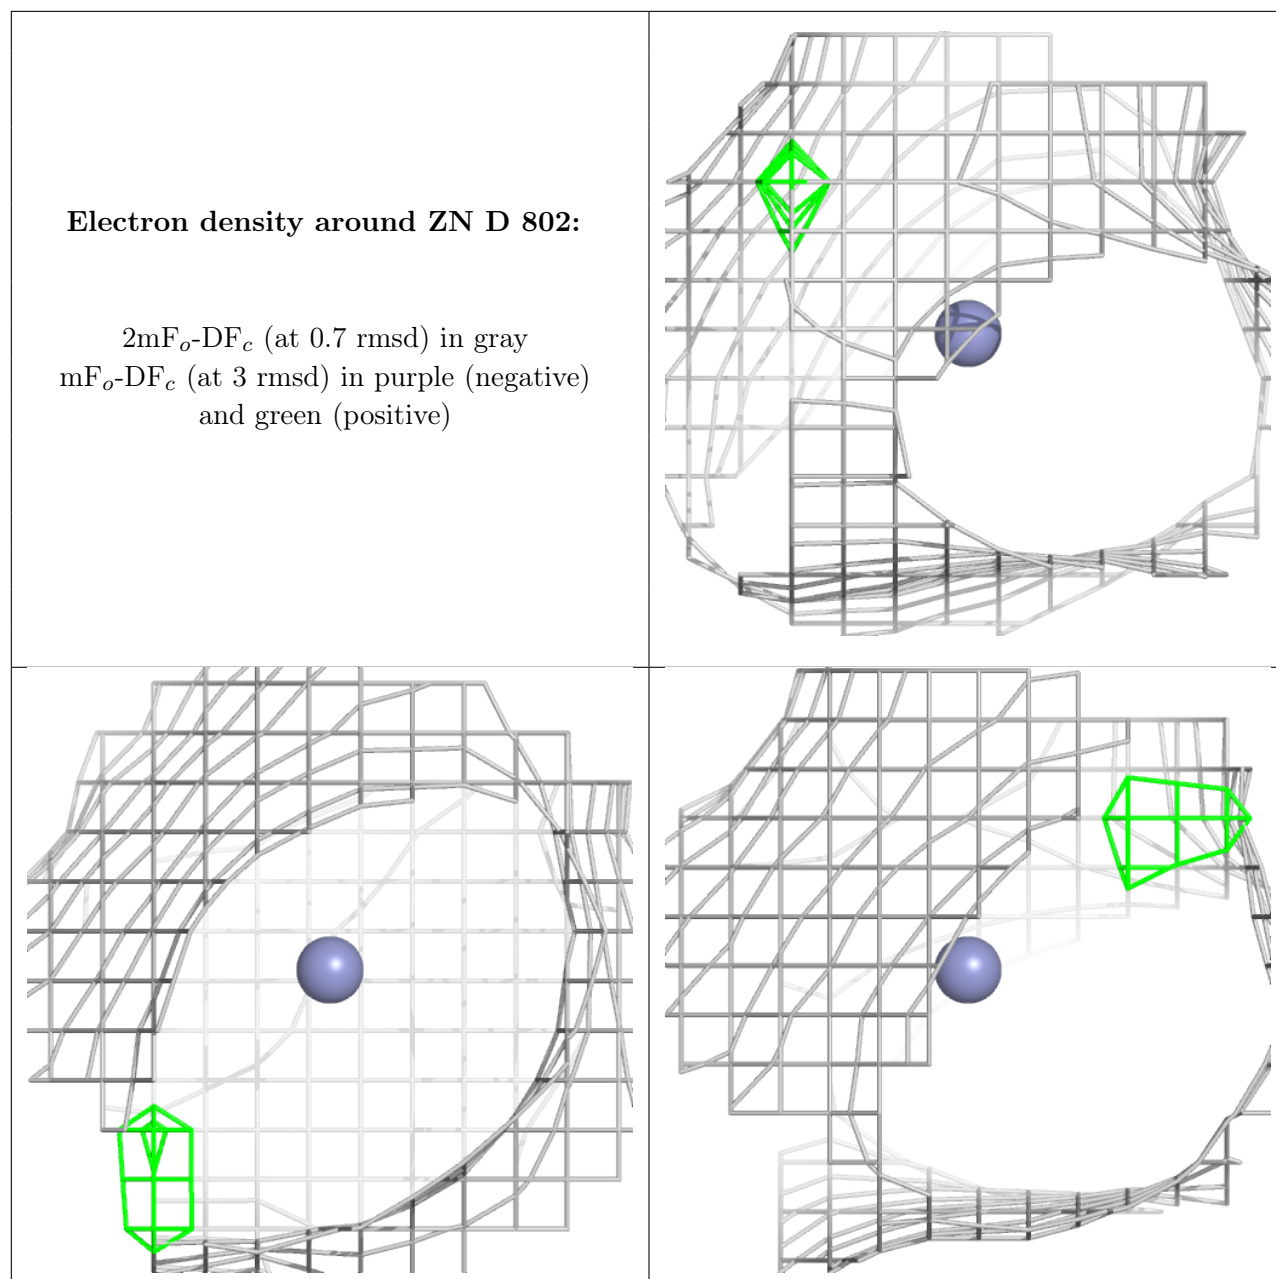 Electron density around ZN D 802:
2mFo-DFc (at 0.7 rmsd) in gray
mFo-DFc (at 3 rmsd) in purple (negative)
and green (positive)